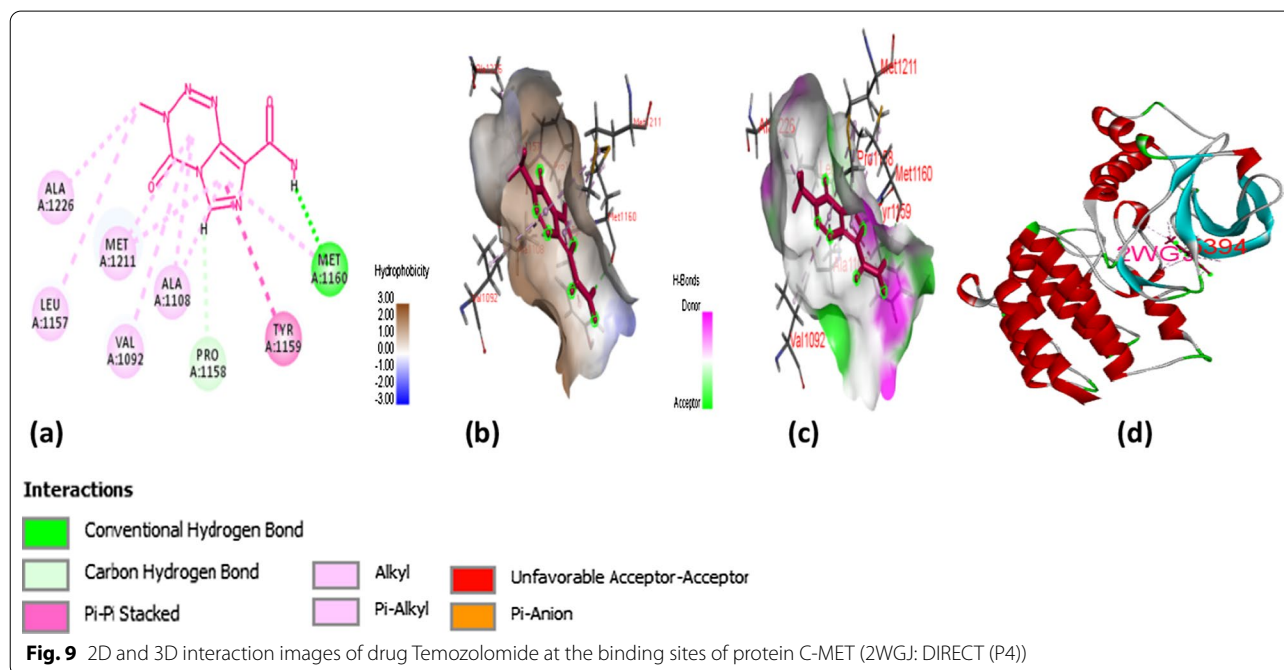 N
N
N
O
N
O
N
N
H
H
ALA
A:1226
MET
A:1211
ALA
A:1108
LEU
A:1157
VAL
A:1092
PRO
A:1158
TYR
A:1159
MET
A:1160
(a)
Hydrophobicity
3.00
2.00
1.00
0.00
-1.00
-2.00
-3.00
Met1160
(b)
Met1211
Met1160
Val1092
H-Bonds
Donor
Acceptor
(c)
2WGJ
(d)
Interactions
Conventional Hydrogen Bond
Carbon Hydrogen Bond
Pi-Pi Stacked
Alkyl
Pi-Alkyl
Unfavorable Acceptor-Acceptor
Pi-Anion
Fig. 9 2D and 3D interaction images of drug Temozolomide at the binding sites of protein C-MET (2WGJ: DIRECT (P4))